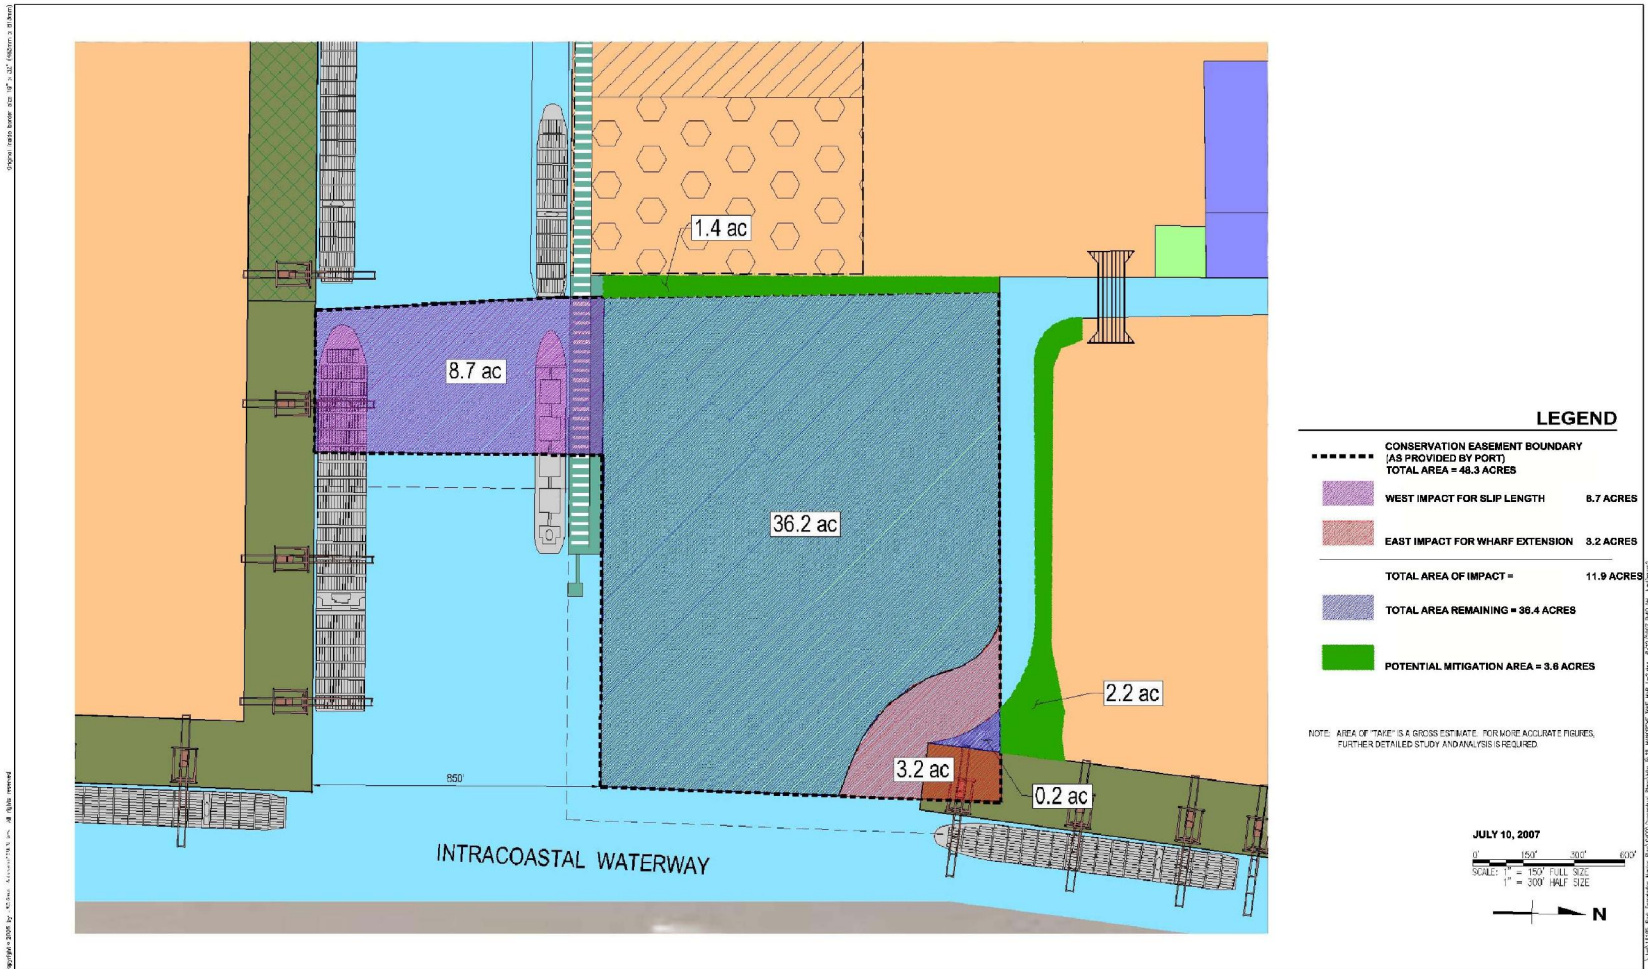 1.4 ac
8.7 ac
36.2 ac
2.2 ac
3.2 ac
0.2 ac
850'
INTRACOASTAL WATERWAY
LEGEND
CONSERVATION EASEMENT BOUNDARY
(AS PROVIDED BY PORT)
TOTAL AREA = 48.3 ACRES
WEST IMPACT FOR SLIP LENGTH 8.7 ACRES
EAST IMPACT FOR WHARF EXTENSION 3.2 ACRES
TOTAL AREA OF IMPACT = 11.9 ACRES
TOTAL AREA REMAINING = 36.4 ACRES
POTENTIAL MITIGATION AREA = 3.6 ACRES
NOTE: AREA OF "TAKE" IS A GROSS ESTIMATE. FOR MORE ACCURATE FIGURES,
FURTHER DETAILED STUDY AND ANALYSIS IS REQUIRED.
JULY 10, 2007
0' 150' 300' 600'
SCALE: 1" = 150' FULL SIZE
1" = 300' HALF SIZE
N